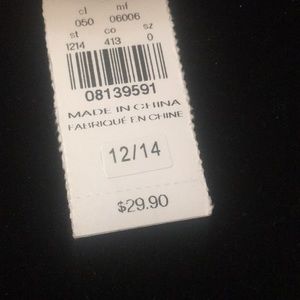 cl mf
050 06006
st co sz
1214 413 0
08139591
MADE IN CHINA
FABRIQUÉ EN CHINE
12/14
$29.90